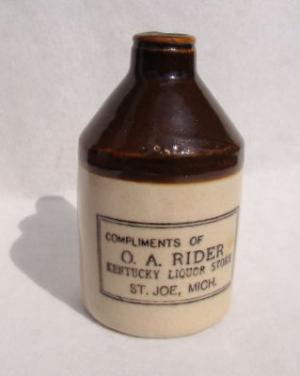 COMPLIMENTS OF
O. A. RIDER
KENTUCKY LIQUOR STORE
ST. JOE, MICH.